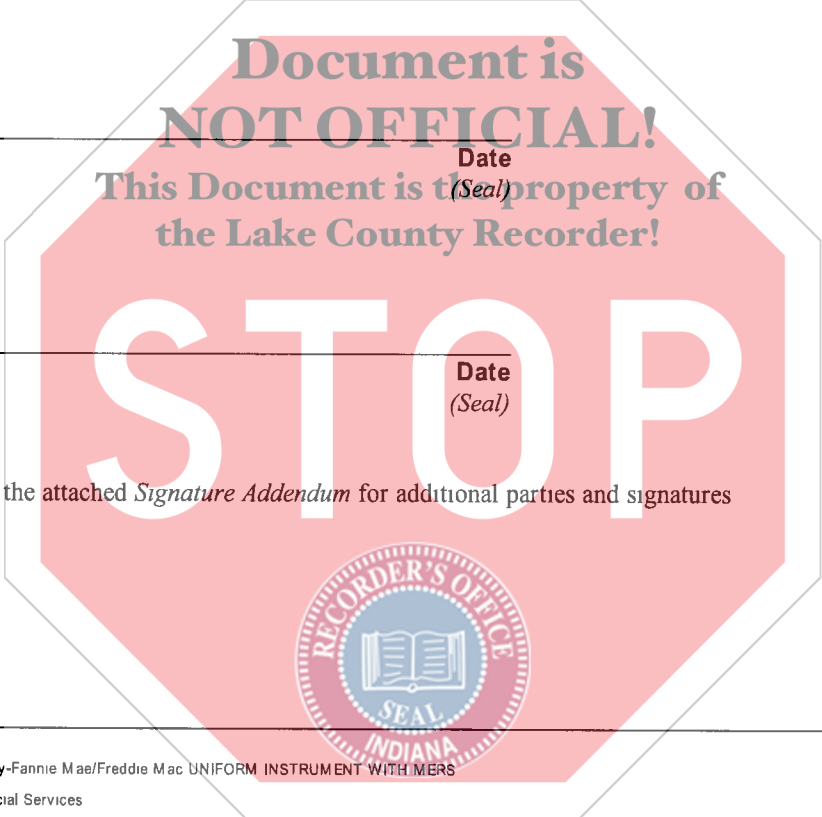 Document is
NOT OFFICIAL!
Date
This Document is the property of
(Seal)
the Lake County Recorder!
STOP
Date
(Seal)
the attached Signature Addendum for additional parties and signatures
RECORDER'S OFFICE
SEAL
INDIANA
y-Fannie Mae/Freddie Mac UNIFORM INSTRUMENT WITH MERS
cial Services